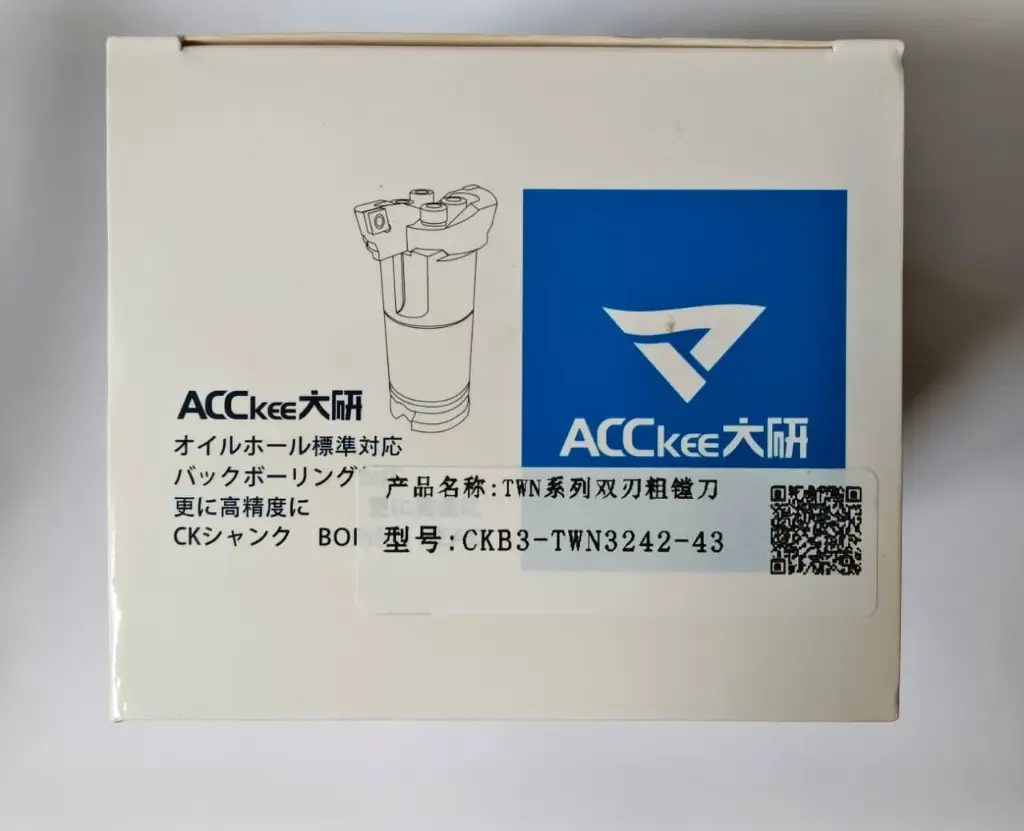 ACCkee大研
オイルホール標準対応
バックボーリング
更に高精度に
CKシャンク BOI
ACCkee大研
产品名称:TWN系列双刃粗镗刀
型号:CKB3-TWN3242-43